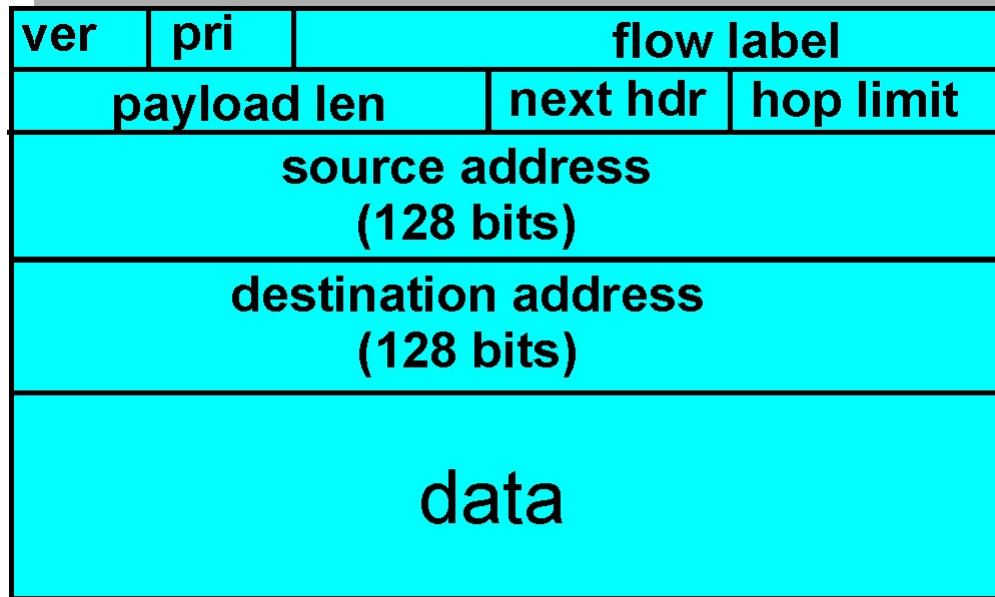 ver pri flow label
payload len next hdr hop limit
source address
(128 bits)
destination address
(128 bits)
data